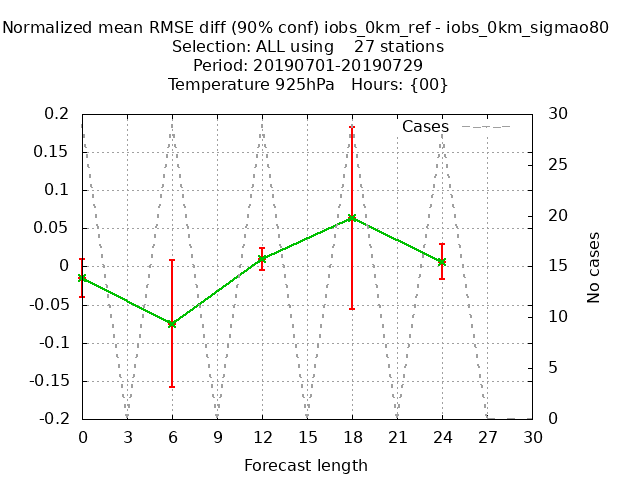 Normalized mean RMSE diff (90% conf) iobs_0km_ref - iobs_0km_sigmao80
Selection: ALL using    27 stations
Period: 20190701-20190729
Temperature 925hPa   Hours: {00}
Cases
0.2
0.15
0.1
0.05
0
-0.05
-0.1
-0.15
-0.2
30
25
20
15
10
5
0
No cases
0 3 6 9 12 15 18 21 24 27 30
Forecast length